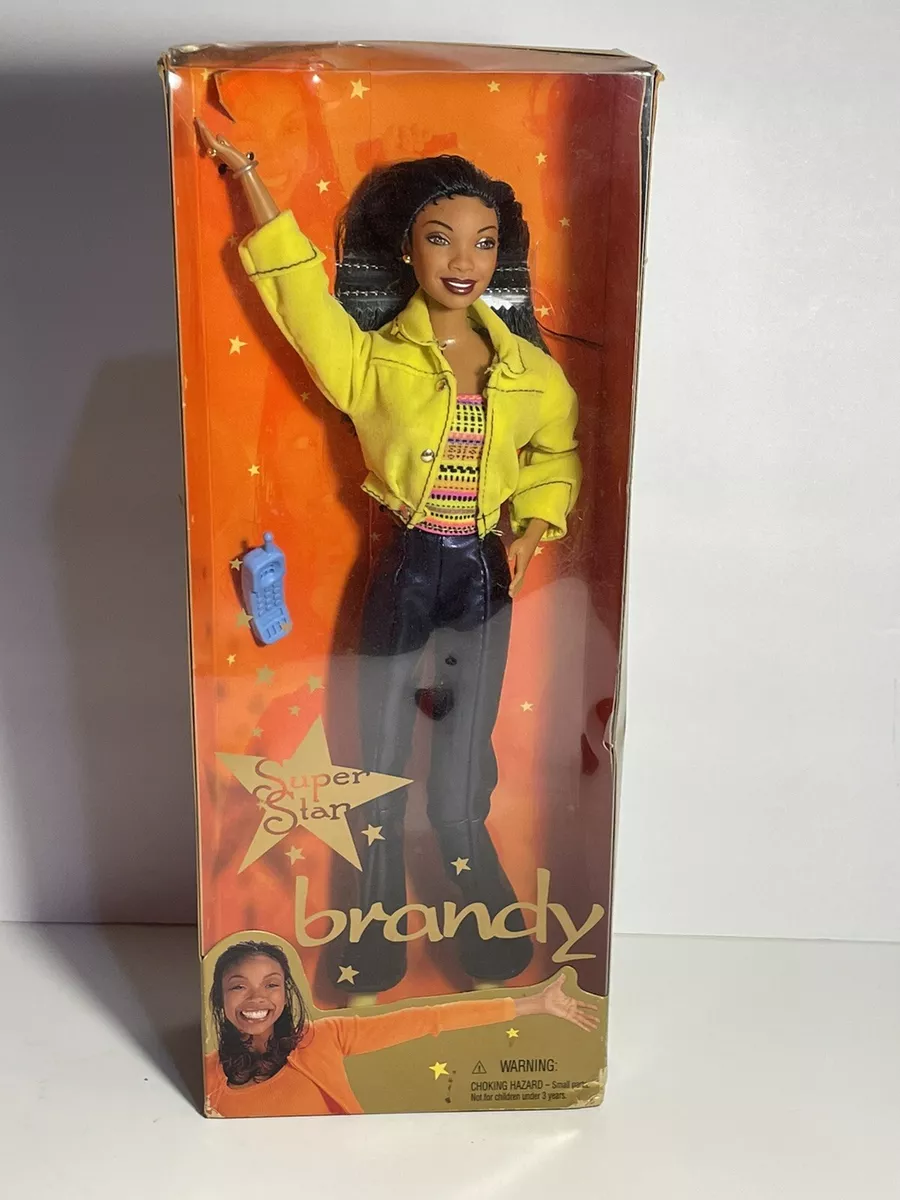 Super
Star
brandy
WARNING:
CHOKING HAZARD – Small parts.
Not for children under 3 years.